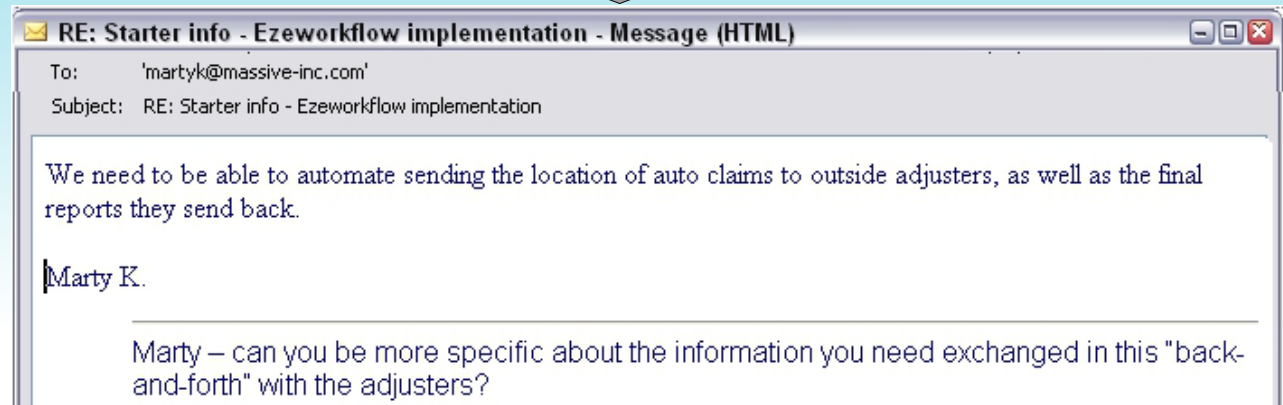 RE: Starter info - Ezeworkflow implementation - Message (HTML)
To: 'martyk@massive-inc.com'
Subject: RE: Starter info - Ezeworkflow implementation
We need to be able to automate sending the location of auto claims to outside adjusters, as well as the final
reports they send back.
Marty K.
Marty – can you be more specific about the information you need exchanged in this "back-
and-forth" with the adjusters?